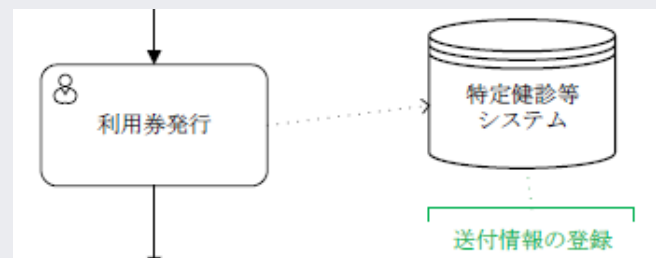 利用券発行
特定健診等
システム
送付情報の登録